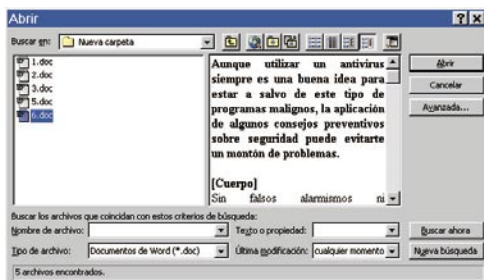 Abrir
Buscar en: Nueva carpeta
1.doc
2.doc
3.doc
5.doc
6.doc
Aunque utilizar un antivirus
siempre es una buena idea para
estar a salvo de este tipo de
programas malignos, la aplicación
de algunos consejos preventivos
sobre seguridad puede evitarte
un montón de problemas.
[Cuerpo]
Sin falsos alarmismos ni
Abrir
Cancelar
Avanzada...
Buscar los archivos que coincidan con estos criterios de búsqueda:
Nombre de archivo: Texto o propiedad: Buscar ahora
Tipo de archivo: Documentos de Word (*.doc) Última modificación: cualquier momento Nueva búsqueda
5 archivos encontrados.